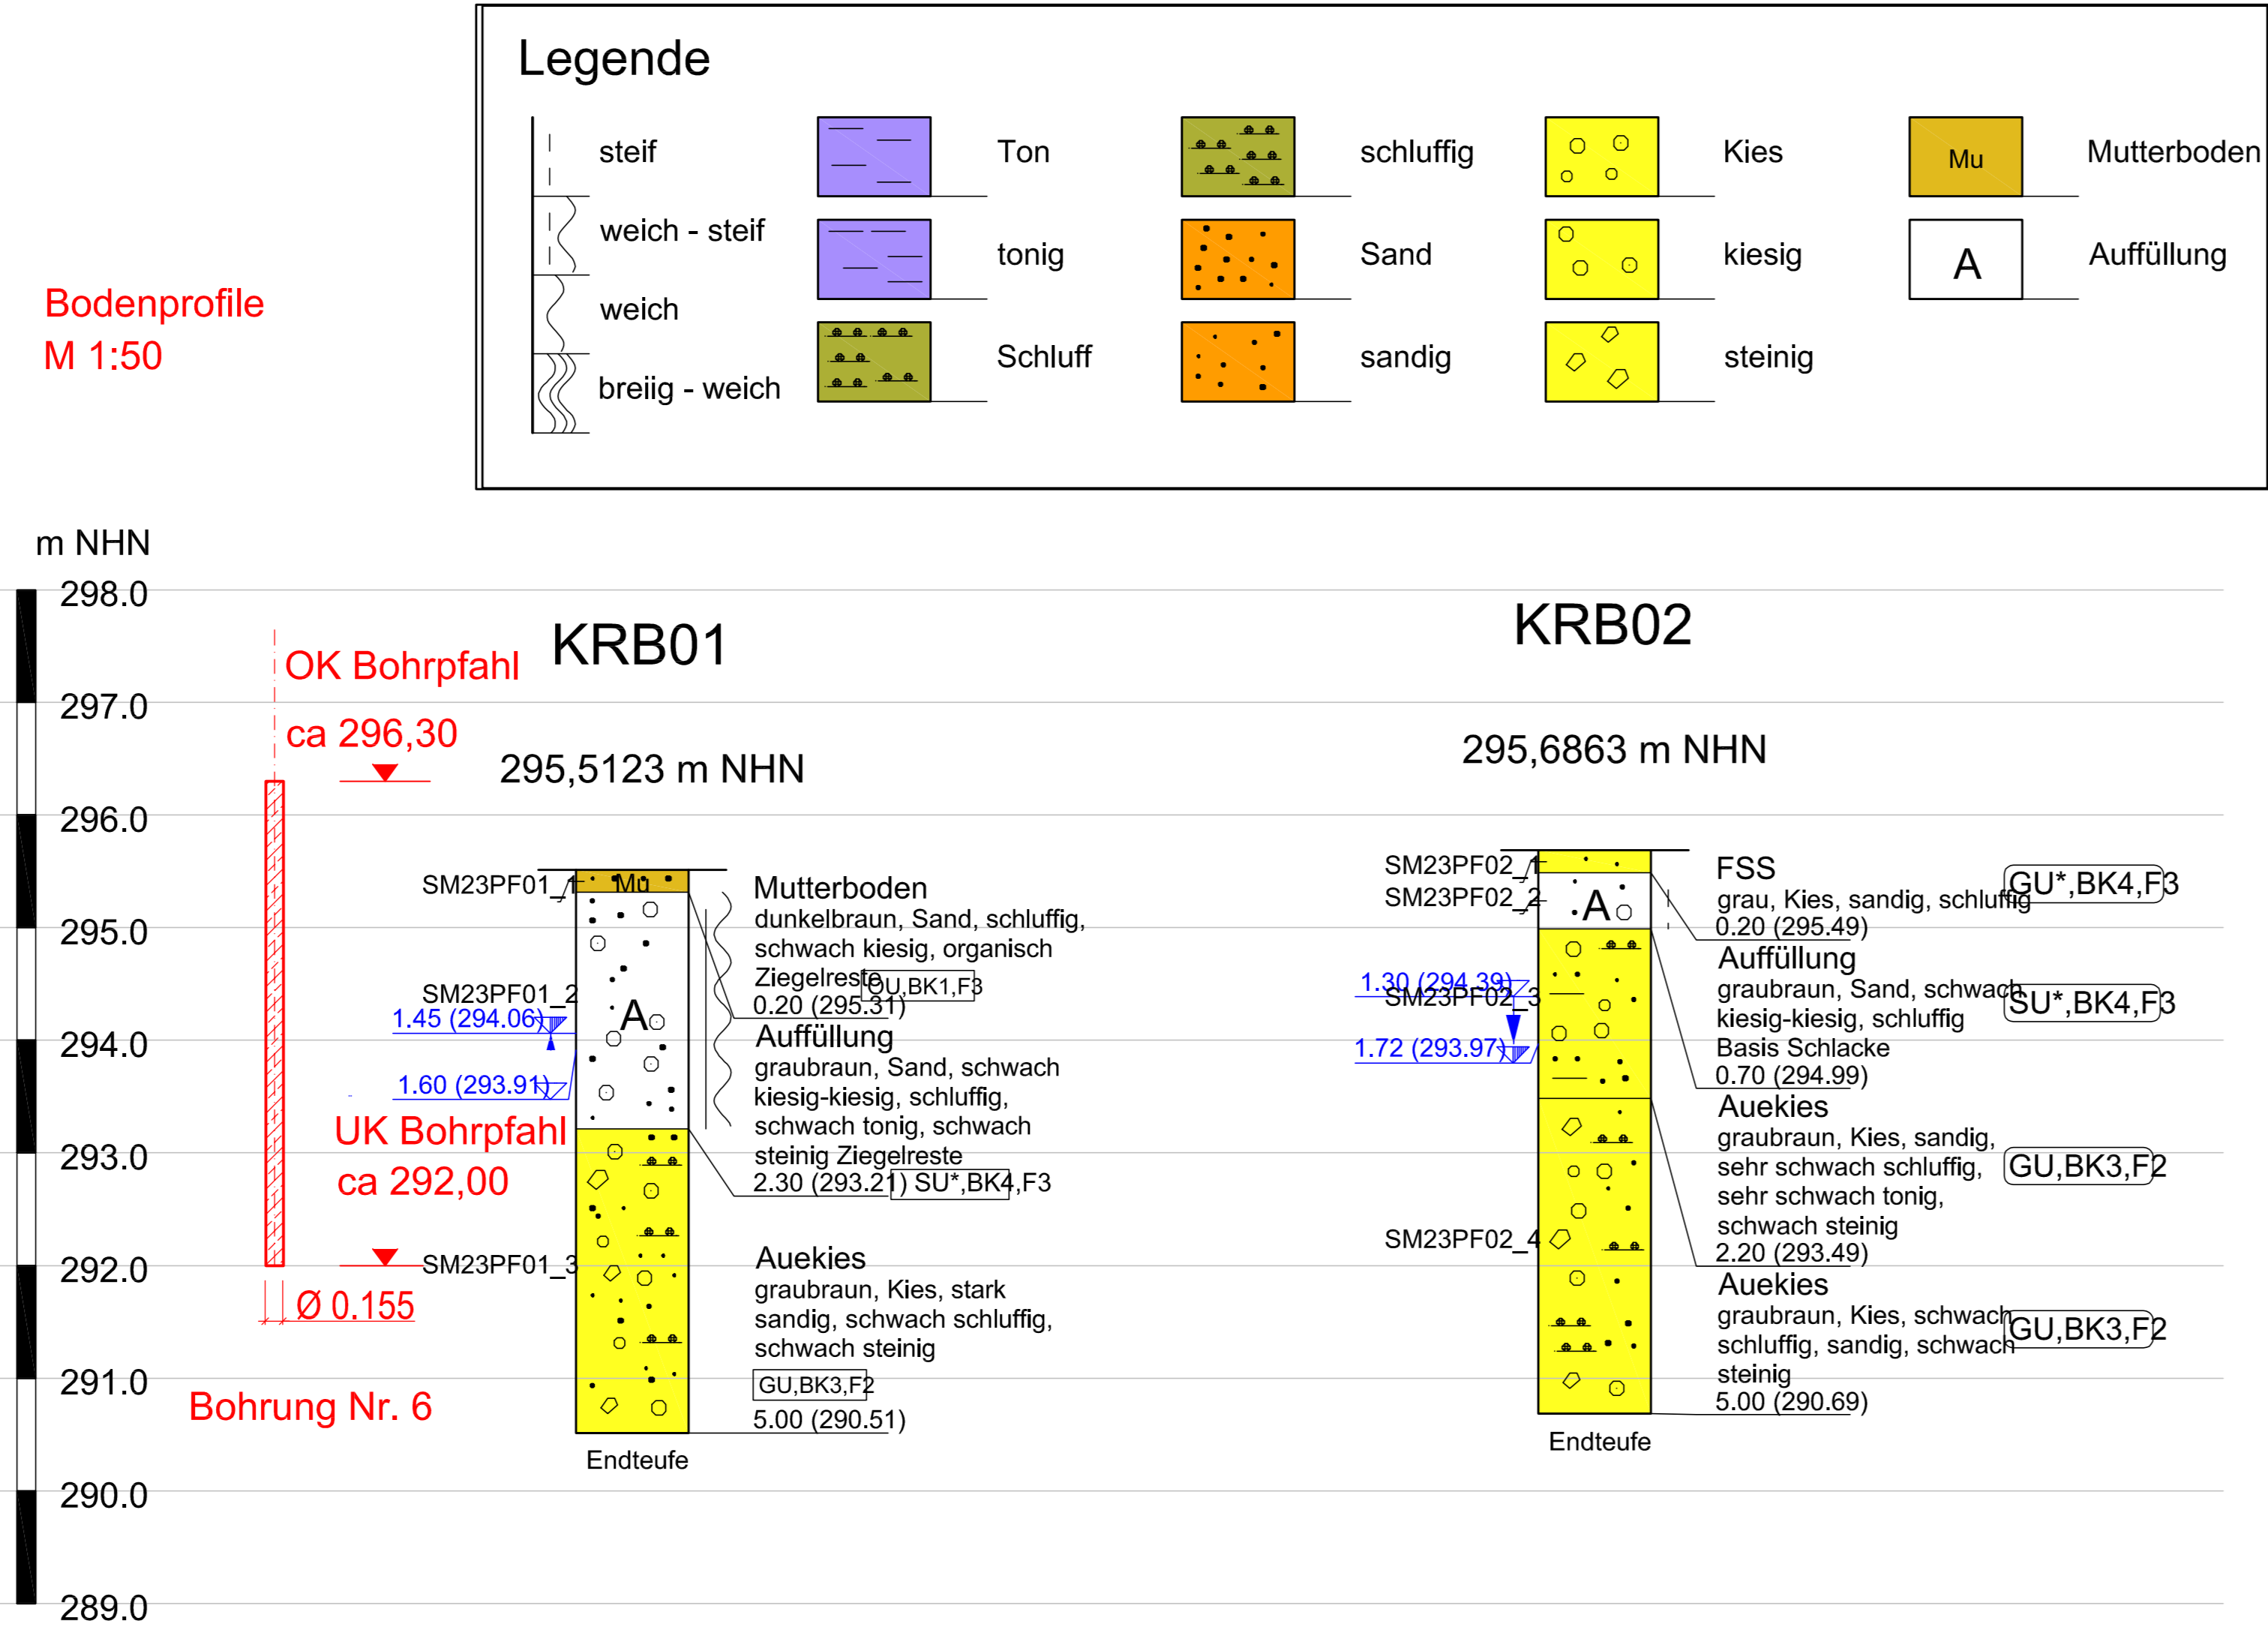 Legende
steif
weich - steif
weich
breiig - weich
Ton
tonig
Schluff
schluffig
Sand
sandig
Kies
kiesig
steinig
Mu
Mutterboden
A
Auffüllung
Bodenprofile
M 1:50
m NHN
298.0
297.0
296.0
295.0
294.0
293.0
292.0
291.0
290.0
289.0
OK Bohrpfahl
ca 296,30
UK Bohrpfahl
ca 292,00
Ø 0.155
Bohrung Nr. 6
KRB01
295,5123 m NHN
SM23PF01_1
SM23PF01_2
1.45 (294.06)
1.60 (293.91)
SM23PF01_3
Mu
A
Mutterboden
dunkelbraun, Sand, schluffig,
schwach kiesig, organisch
Ziegelreste
OU,BK1,F3
0.20 (295.31)
Auffüllung
graubraun, Sand, schwach
kiesig-kiesig, schluffig,
schwach tonig, schwach
steinig Ziegelreste
2.30 (293.21) SU*,BK4,F3
Auekies
graubraun, Kies, stark
sandig, schwach schluffig,
schwach steinig
GU,BK3,F2
5.00 (290.51)
Endteufe
KRB02
295,6863 m NHN
SM23PF02_1
SM23PF02_2
1.30 (294.39)
SM23PF02_3
1.72 (293.97)
SM23PF02_4
A
FSS
grau, Kies, sandig, schluffig
GU*,BK4,F3
0.20 (295.49)
Auffüllung
graubraun, Sand, schwach
kiesig-kiesig, schluffig
SU*,BK4,F3
Basis Schlacke
0.70 (294.99)
Auekies
graubraun, Kies, sandig,
sehr schwach schluffig,
GU,BK3,F2
sehr schwach tonig,
schwach steinig
2.20 (293.49)
Auekies
graubraun, Kies, schwach
schluffig, sandig, schwach
GU,BK3,F2
steinig
5.00 (290.69)
Endteufe